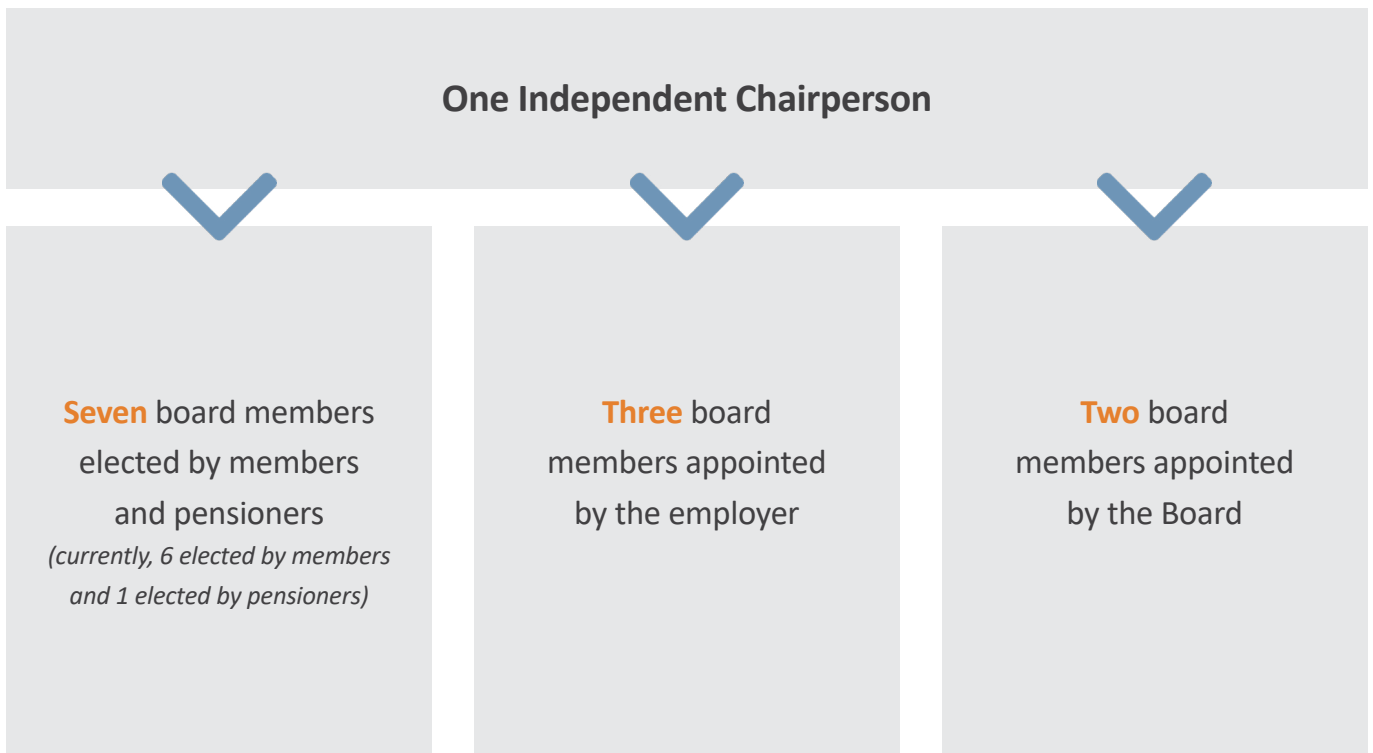 One Independent Chairperson
Seven board members
elected by members
and pensioners
(currently, 6 elected by members
and 1 elected by pensioners)
Three board
members appointed
by the employer
Two board
members appointed
by the Board